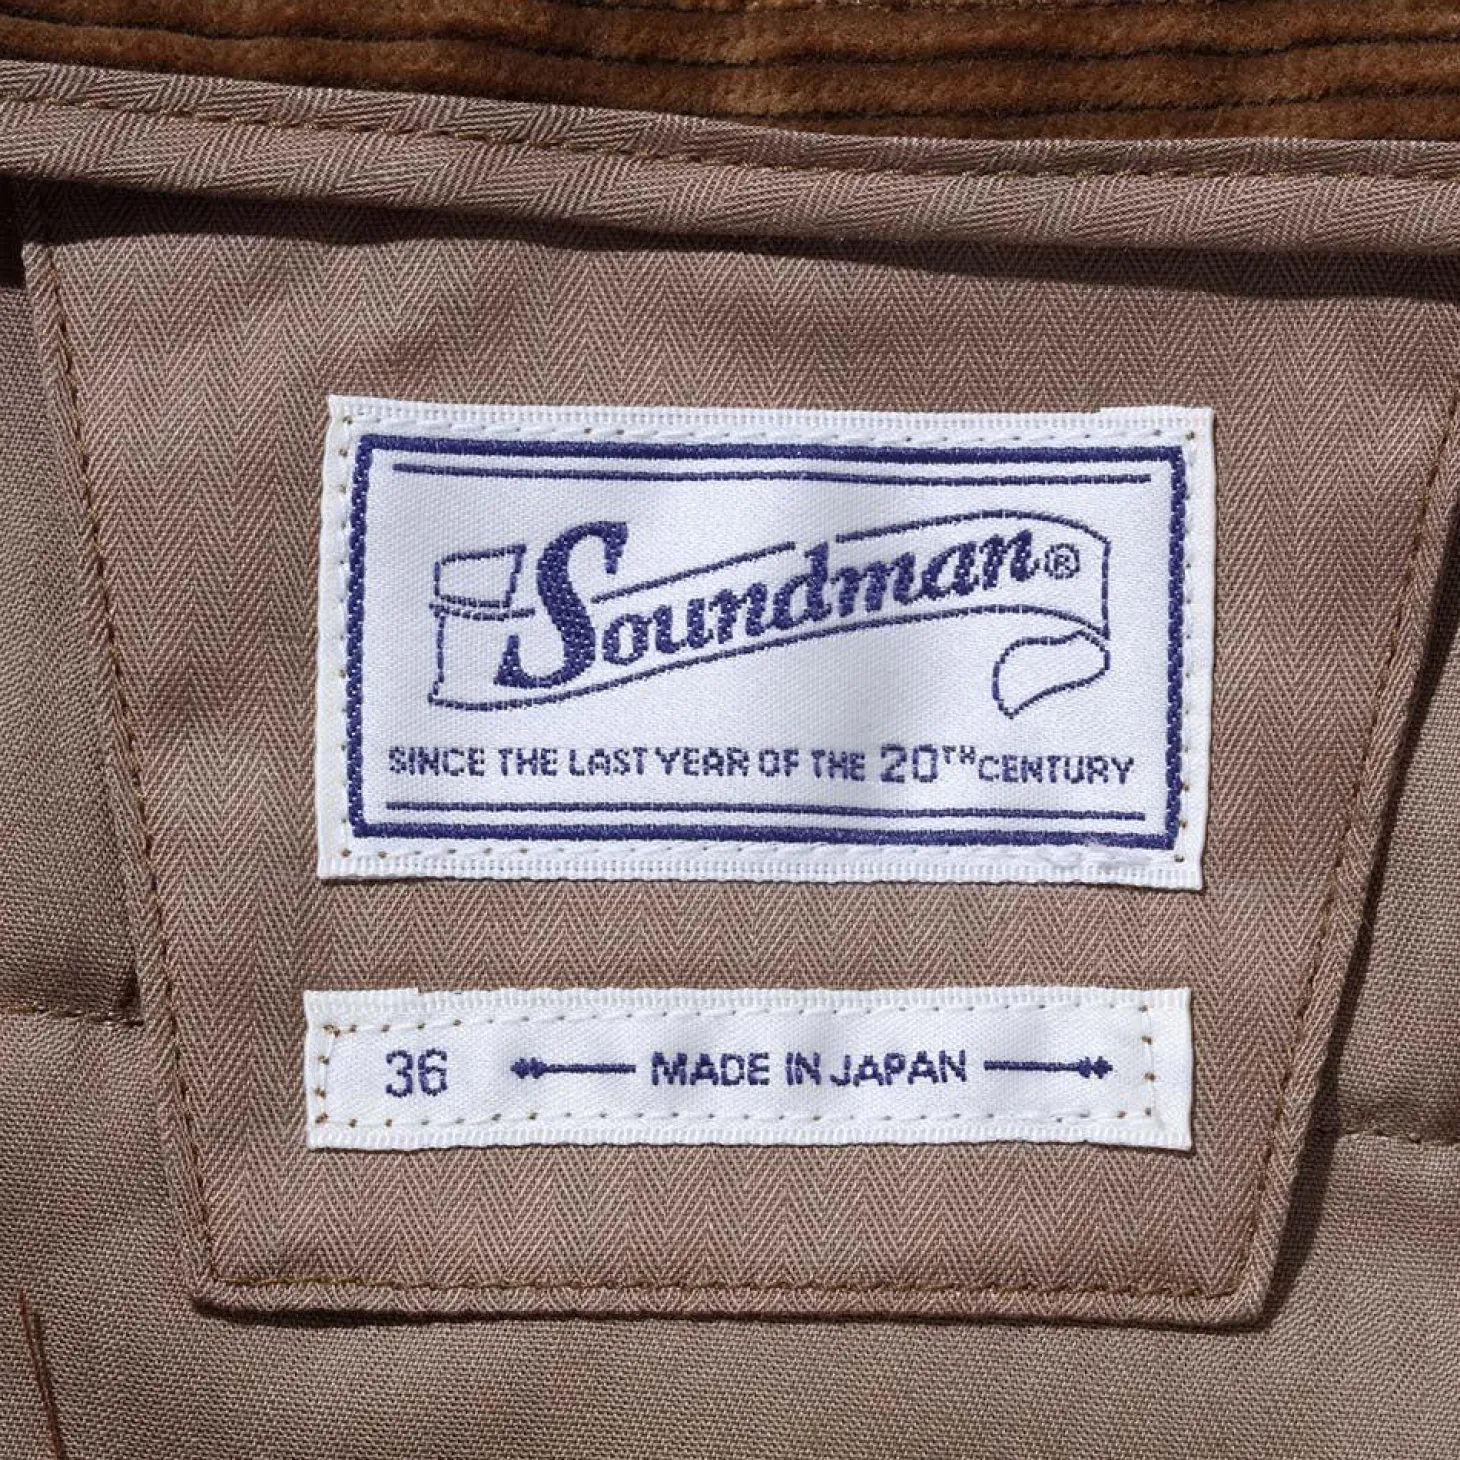 Soundman®
SINCE THE LAST YEAR OF THE 20TH CENTURY
36 MADE IN JAPAN